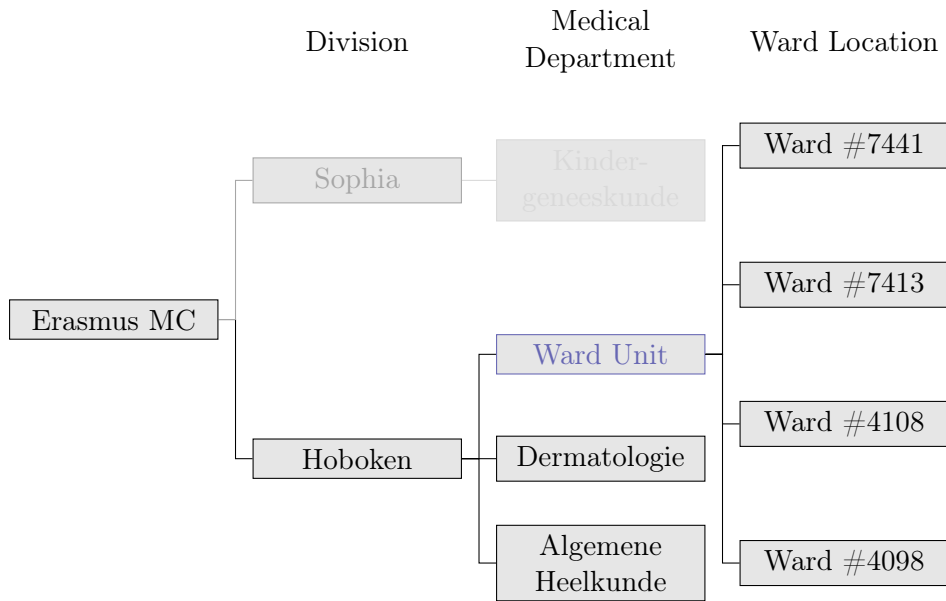 Division
Medical
Department
Ward Location
Sophia
Kinder-
geneeskunde
Ward #7441
Ward #7413
Erasmus MC
Ward Unit
Hoboken
Dermatologie
Ward #4108
Algemene
Heelkunde
Ward #4098